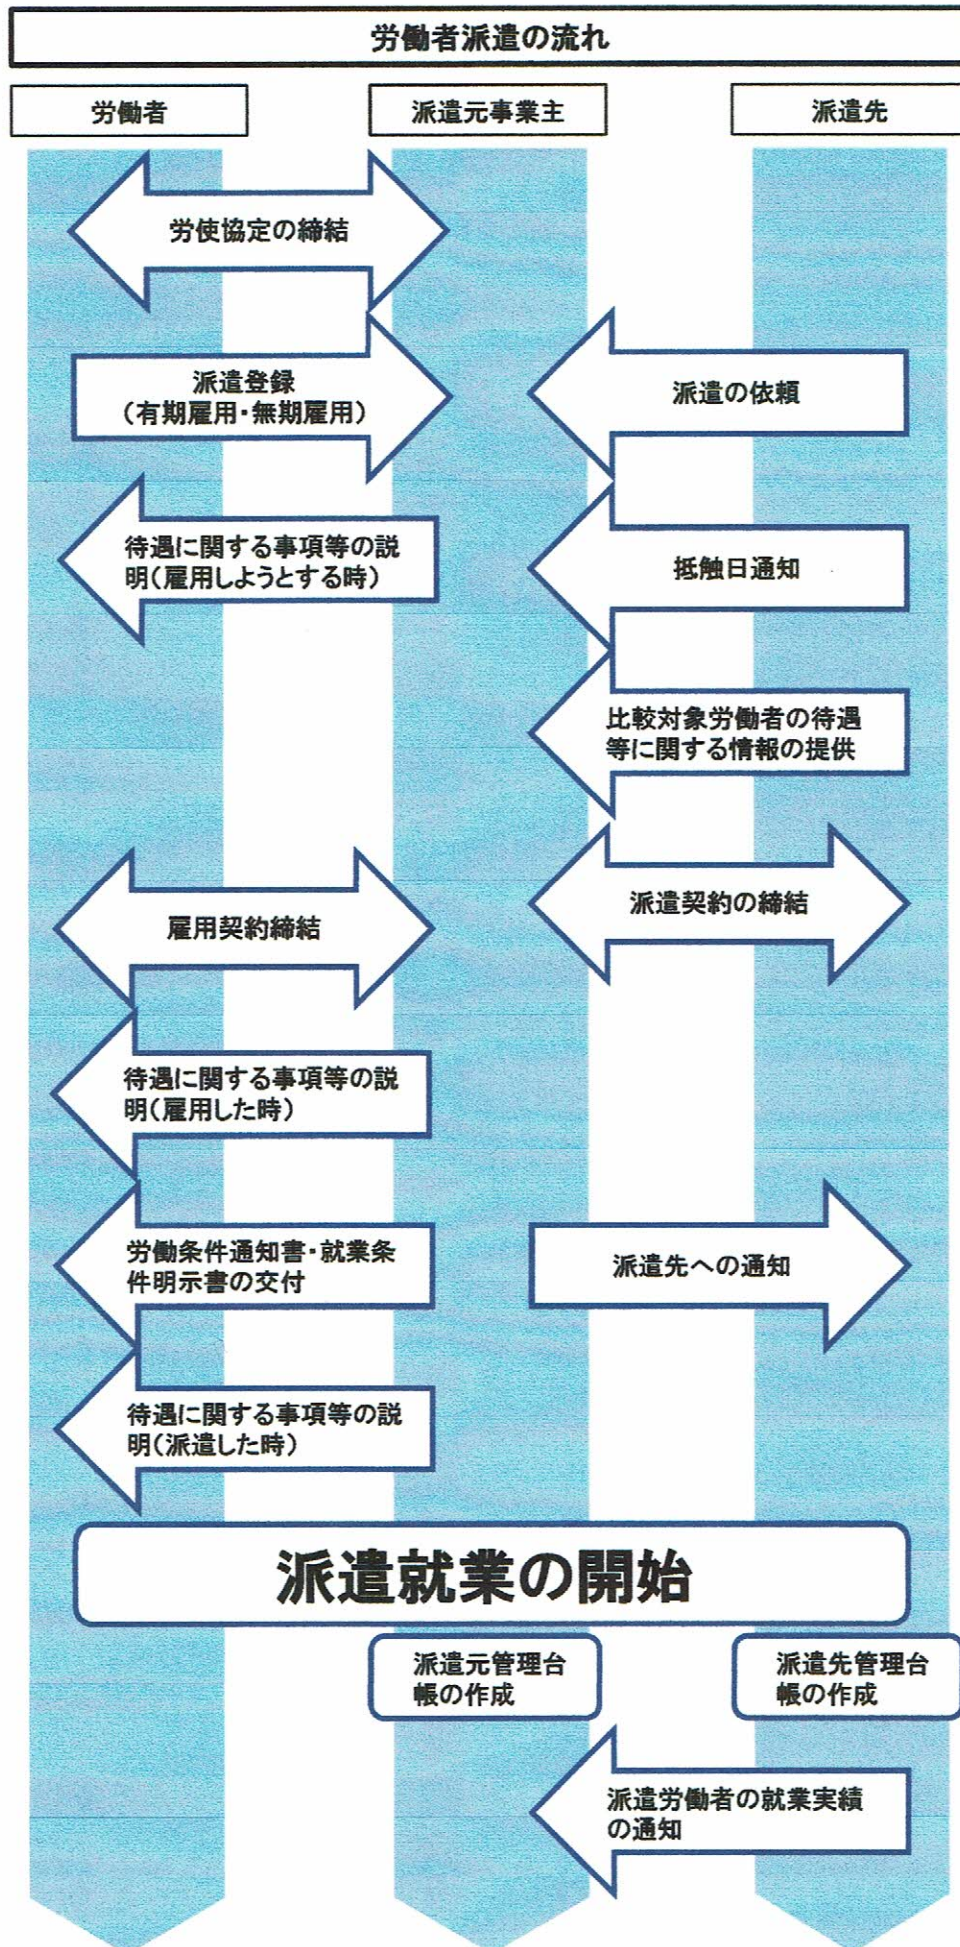 労働者派遣の流れ
労働者
派遣元事業主
派遣先
労使協定の締結
派遣登録
(有期雇用・無期雇用)
派遣の依頼
待遇に関する事項等の説
明(雇用しようとする時)
抵触日通知
比較対象労働者の待遇
等に関する情報の提供
雇用契約締結
派遣契約の締結
待遇に関する事項等の説
明(雇用した時)
労働条件通知書・就業条
件明示書の交付
派遣先への通知
待遇に関する事項等の説
明(派遣した時)
派遣就業の開始
派遣元管理台
帳の作成
派遣先管理台
帳の作成
派遣労働者の就業実績
の通知